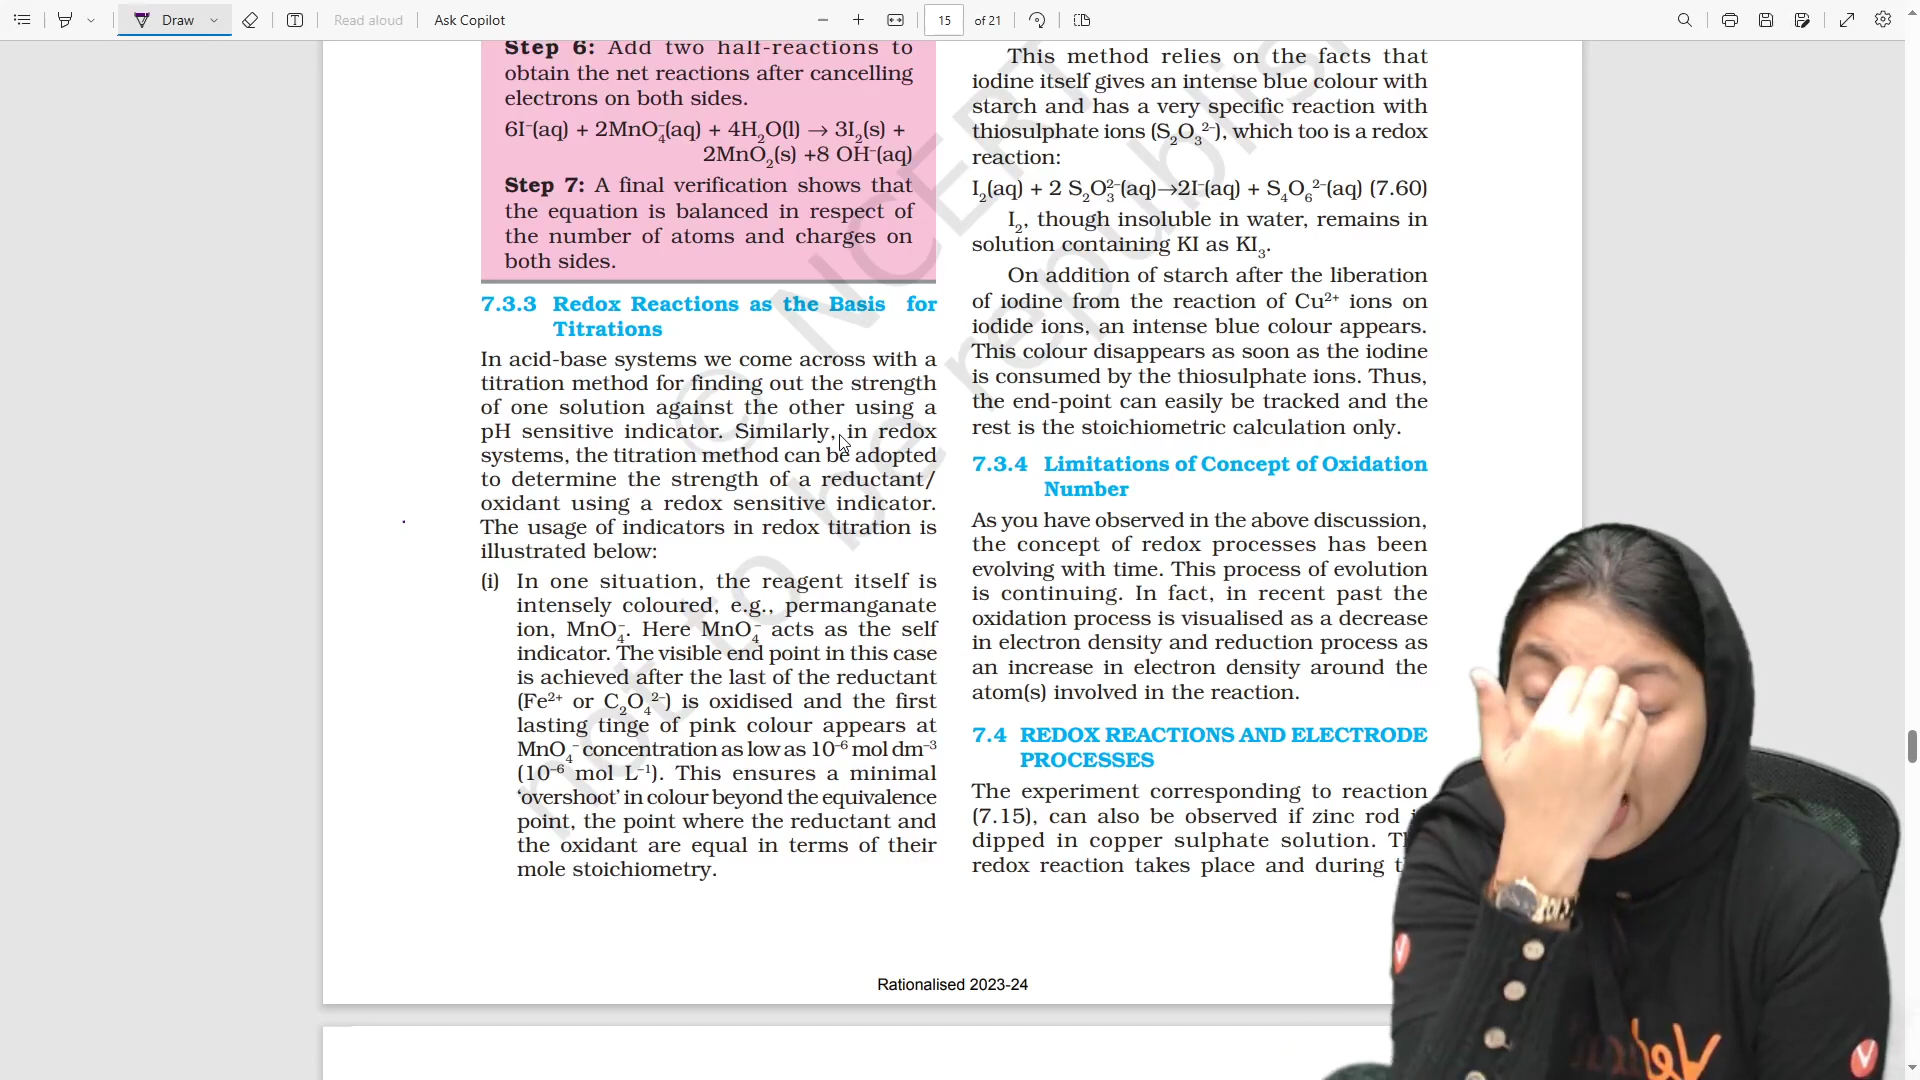 Draw
Read aloud
Ask Copilot
15
of 21
Step 6: Add two half-reactions to
obtain the net reactions after cancelling
electrons on both sides.
6I⁻(aq) + 2MnO₄⁻(aq) + 4H₂O(l) → 3I₂(s) +
2MnO₂(s) +8 OH⁻(aq)
Step 7: A final verification shows that
the equation is balanced in respect of
the number of atoms and charges on
both sides.
7.3.3 Redox Reactions as the Basis for
Titrations
In acid-base systems we come across with a
titration method for finding out the strength
of one solution against the other using a
pH sensitive indicator. Similarly, in redox
systems, the titration method can be adopted
to determine the strength of a reductant/
oxidant using a redox sensitive indicator.
The usage of indicators in redox titration is
illustrated below:
(i) In one situation, the reagent itself is
intensely coloured, e.g., permanganate
ion, MnO₄⁻. Here MnO₄⁻ acts as the self
indicator. The visible end point in this case
is achieved after the last of the reductant
(Fe²⁺ or C₂O₄²⁻) is oxidised and the first
lasting tinge of pink colour appears at
MnO₄⁻ concentration as low as 10⁻⁶ mol dm⁻³
(10⁻⁶ mol L⁻¹). This ensures a minimal
‘overshoot’ in colour beyond the equivalence
point, the point where the reductant and
the oxidant are equal in terms of their
mole stoichiometry.
This method relies on the facts that
iodine itself gives an intense blue colour with
starch and has a very specific reaction with
thiosulphate ions (S₂O₃²⁻), which too is a redox
reaction:
I₂(aq) + 2 S₂O₃²⁻(aq)→2I⁻(aq) + S₄O₆²⁻(aq) (7.60)
I₂, though insoluble in water, remains in
solution containing KI as KI₃.
On addition of starch after the liberation
of iodine from the reaction of Cu²⁺ ions on
iodide ions, an intense blue colour appears.
This colour disappears as soon as the iodine
is consumed by the thiosulphate ions. Thus,
the end-point can easily be tracked and the
rest is the stoichiometric calculation only.
7.3.4 Limitations of Concept of Oxidation
Number
As you have observed in the above discussion,
the concept of redox processes has been
evolving with time. This process of evolution
is continuing. In fact, in recent past the
oxidation process is visualised as a decrease
in electron density and reduction process as
an increase in electron density around the
atom(s) involved in the reaction.
7.4 REDOX REACTIONS AND ELECTRODE
PROCESSES
The experiment corresponding to reaction
(7.15), can also be observed if zinc rod
dipped in copper sulphate solution.
redox reaction takes place and during
Rationalised 2023-24
© NCERT
not to be republis